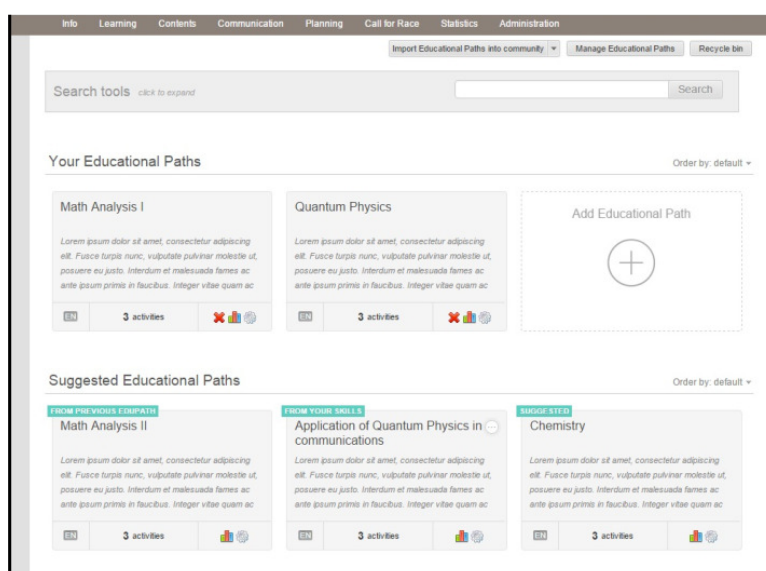 Info Learning Contents Communication Planning Call for Race Statistics Administration
Import Educational Paths into community Manage Educational Paths Recycle bin
Search tools click to expand Search
Your Educational Paths Order by: default
Math Analysis I Quantum Physics Add Educational Path
Lorem ipsum dolor sit amet, consectetur adipiscing Lorem ipsum dolor sit amet, consectetur adipiscing
elit. Fusce turpis nunc, vulputate pulvinar molestie ut, elit. Fusce turpis nunc, vulputate pulvinar molestie ut,
posuere eu justo. Interdum et malesuada fames ac posuere eu justo. Interdum et malesuada fames ac
ante ipsum primis in faucibus. Integer vitae quam ac ante ipsum primis in faucibus. Integer vitae quam ac
EN 3 activities EN 3 activities
Suggested Educational Paths Order by: default
FROM PREVIOUS EDUPATH FROM YOUR SKILLS SUGGESTED
Math Analysis II Application of Quantum Physics in Chemistry
communications
Lorem ipsum dolor sit amet, consectetur adipiscing Lorem ipsum dolor sit amet, consectetur adipiscing Lorem ipsum dolor sit amet, consectetur adipiscing
elit. Fusce turpis nunc, vulputate pulvinar molestie ut, elit. Fusce turpis nunc, vulputate pulvinar molestie ut, elit. Fusce turpis nunc, vulputate pulvinar molestie ut,
posuere eu justo. Interdum et malesuada fames ac posuere eu justo. Interdum et malesuada fames ac posuere eu justo. Interdum et malesuada fames ac
ante ipsum primis in faucibus. Integer vitae quam ac ante ipsum primis in faucibus. Integer vitae quam ac ante ipsum primis in faucibus. Integer vitae quam ac
EN 3 activities EN 3 activities EN 3 activities